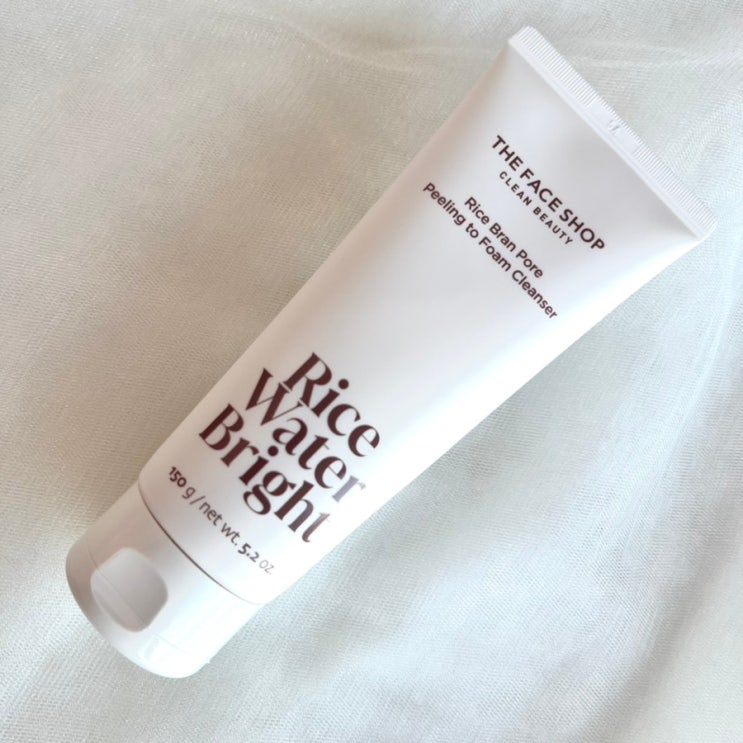 THE FACE SHOP
CLEAN BEAUTY
Rice Bran Pore
Peeling to Foam Cleanser
Rice
Water
Bright
150 g / net wt. 5.2 oz.